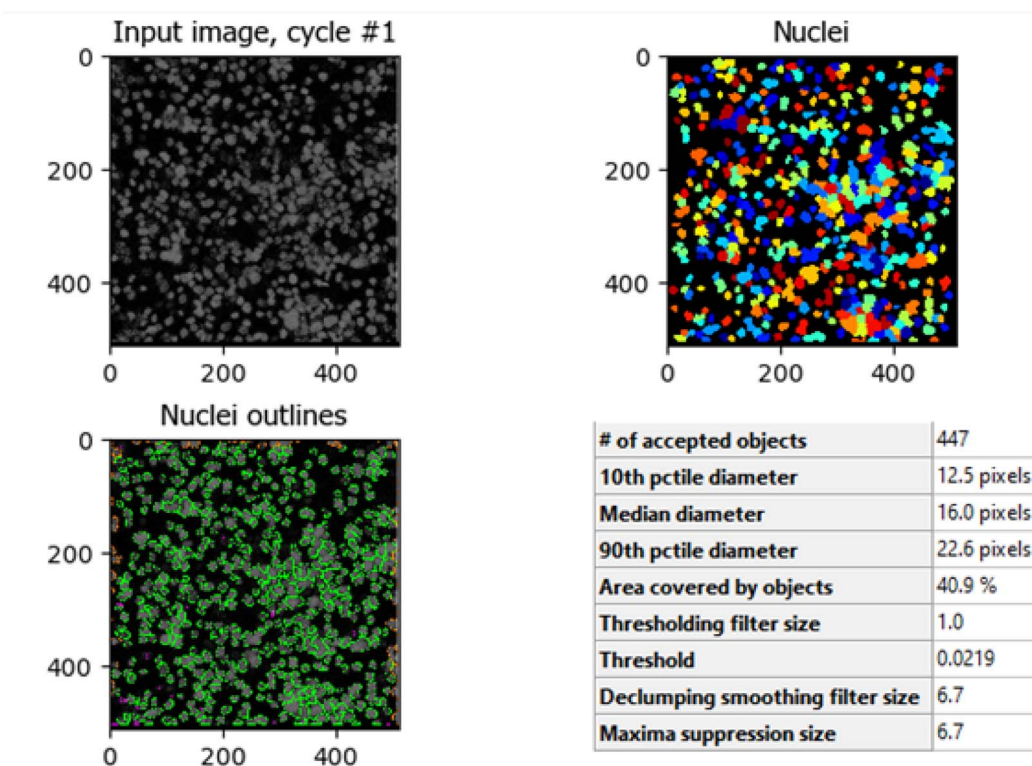 Input image, cycle #1
0
200
400
0 200 400
Nuclei
0
200
400
0 200 400
Nuclei outlines
0
200
400
0 200 400
# of accepted objects 447
10th pctile diameter 12.5 pixels
Median diameter 16.0 pixels
90th pctile diameter 22.6 pixels
Area covered by objects 40.9 %
Thresholding filter size 1.0
Threshold 0.0219
Declumping smoothing filter size 6.7
Maxima suppression size 6.7